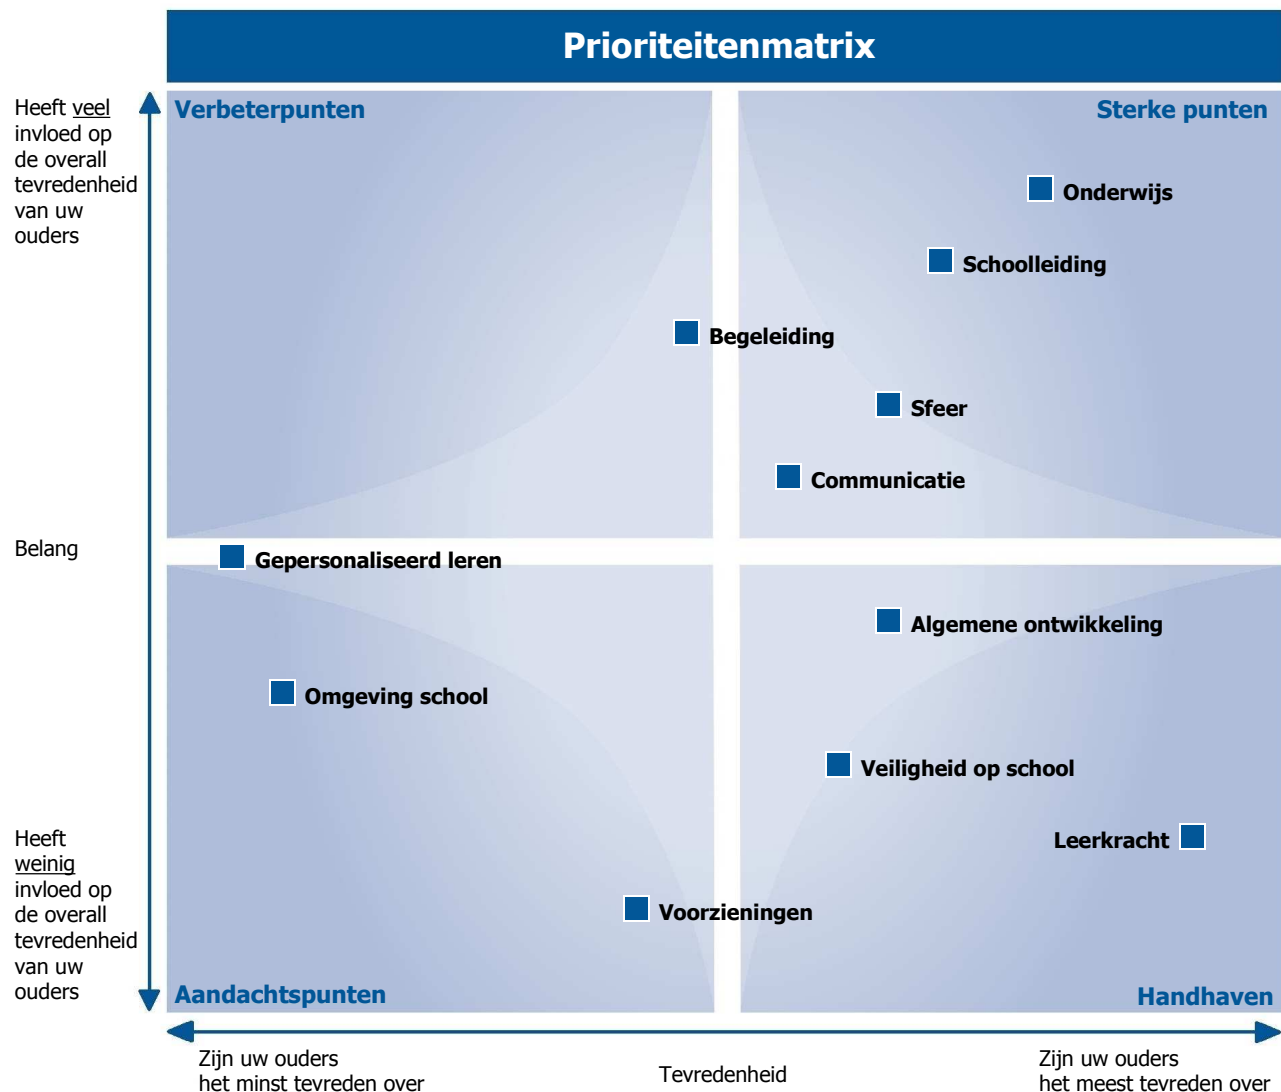 Prioriteitenmatrix
Heeft veel
invloed op
de overall
tevredenheid
van uw
ouders
Verbeterpunten
Sterke punten
Onderwijs
Schoolleiding
Begeleiding
Sfeer
Communicatie
Belang
Gepersonaliseerd leren
Algemene ontwikkeling
Omgeving school
Veiligheid op school
Leerkracht
Voorzieningen
Heeft
weinig
invloed op
de overall
tevredenheid
van uw
ouders
Aandachtspunten
Handhaven
Zijn uw ouders
het minst tevreden over
Tevredenheid
Zijn uw ouders
het meest tevreden over